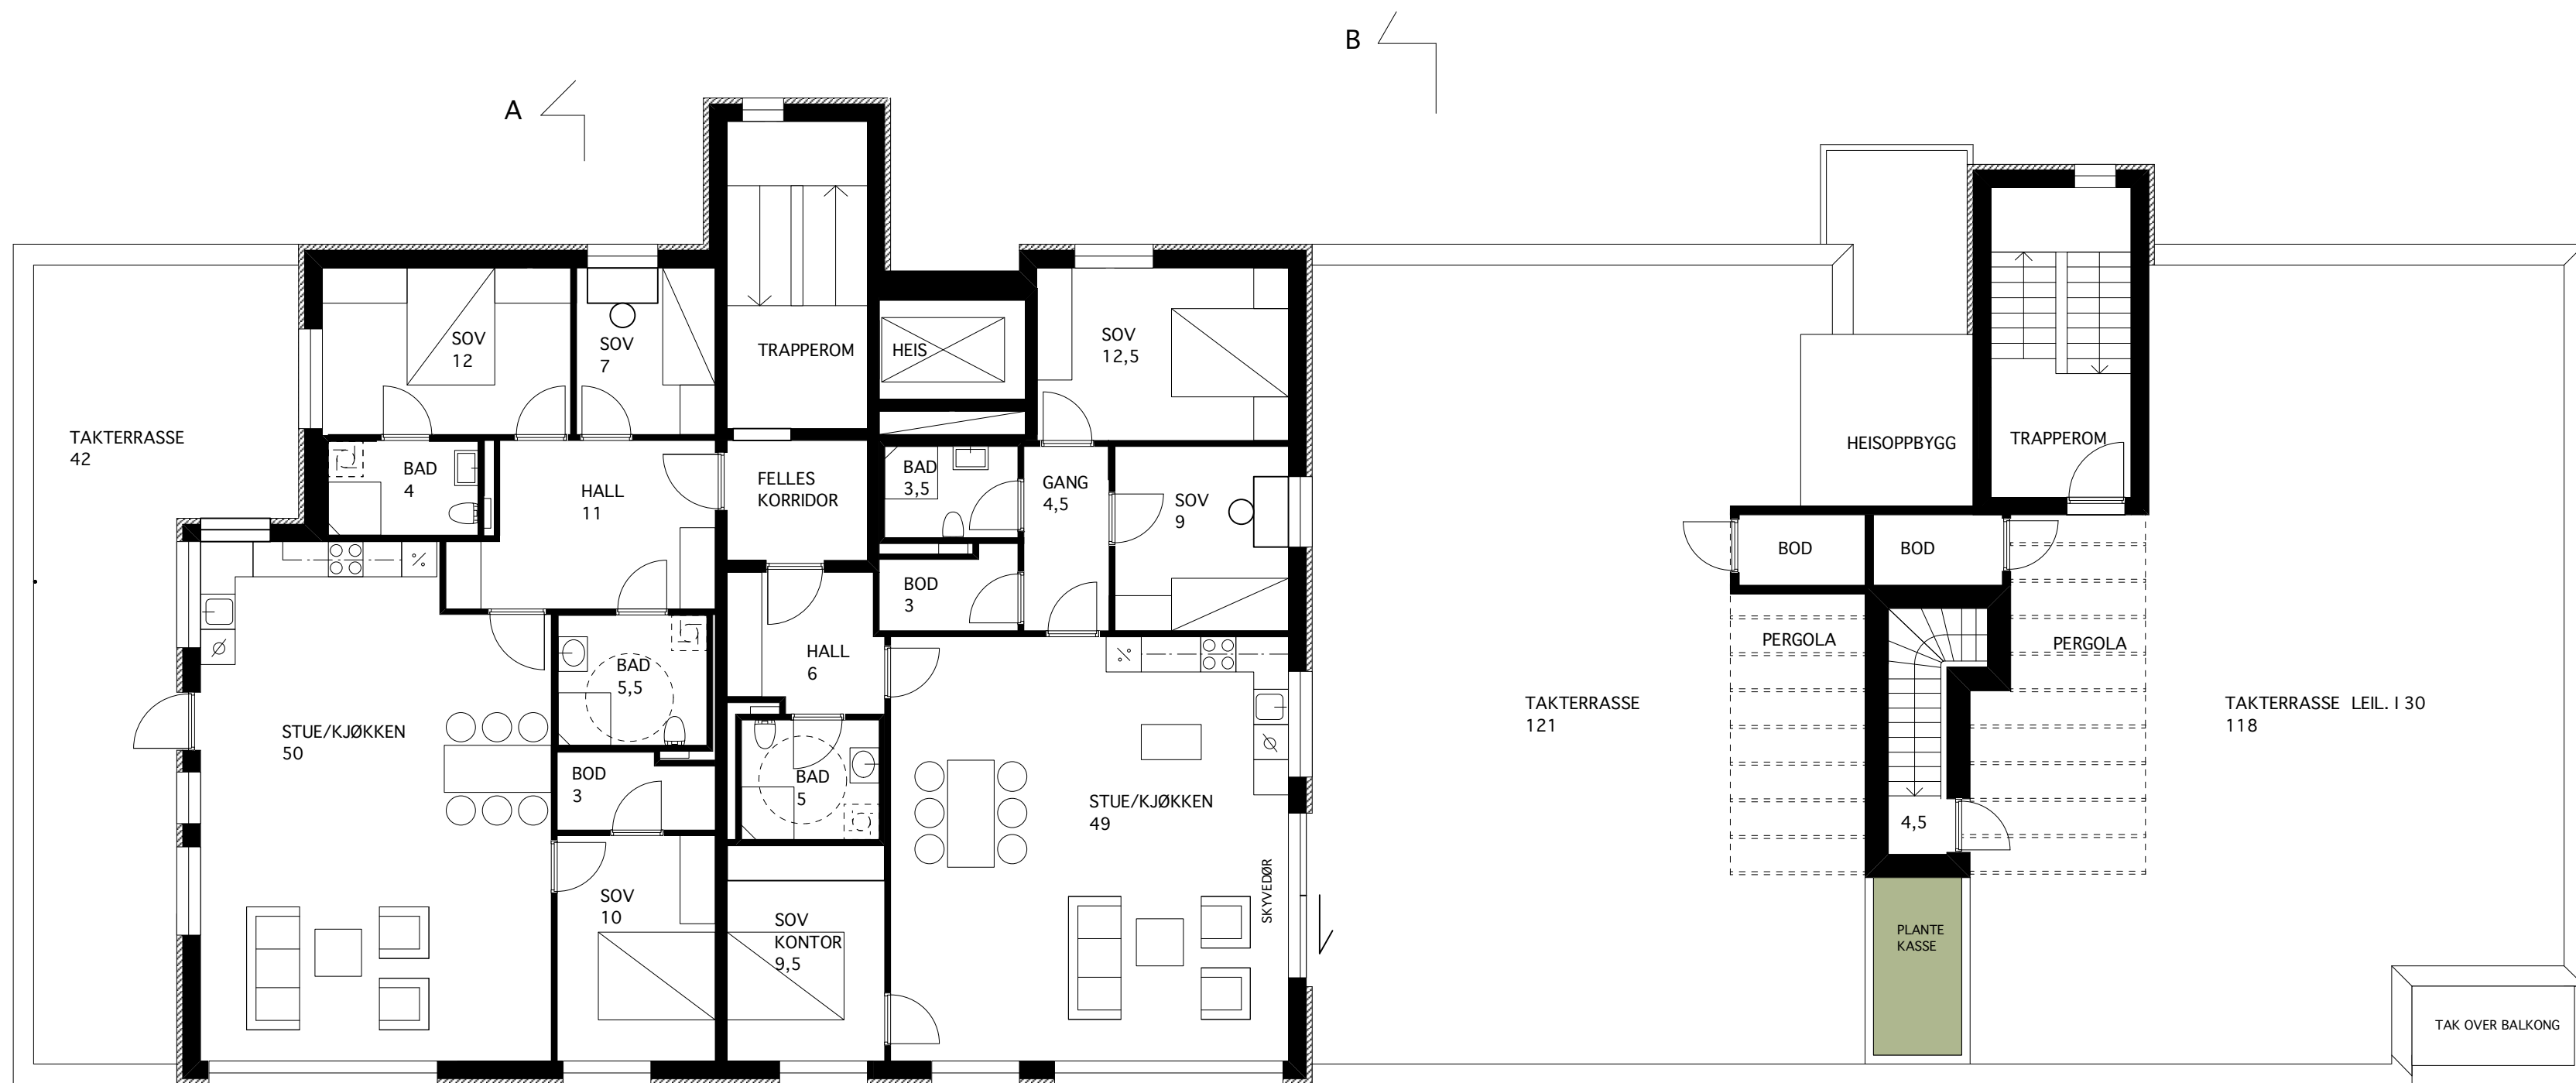 B
A
SOV
12
SOV
7
TRAPPEROM
HEIS
SOV
12,5
TAKTERRASSE
42
BAD
4
HALL
11
FELLES
KORRIDOR
BAD
3,5
GANG
4,5
SOV
9
HEISOPPBYGG
TRAPPEROM
BOD
3
BOD
BOD
BAD
5,5
HALL
6
PERGOLA
PERGOLA
STUE/KJØKKEN
50
BOD
3
BAD
5
STUE/KJØKKEN
49
TAKTERRASSE
121
TAKTERRASSE LEIL. I 30
118
4,5
SKYVEDØR
SOV
10
SOV
KONTOR
9,5
PLANTE
KASSE
TAK OVER BALKONG